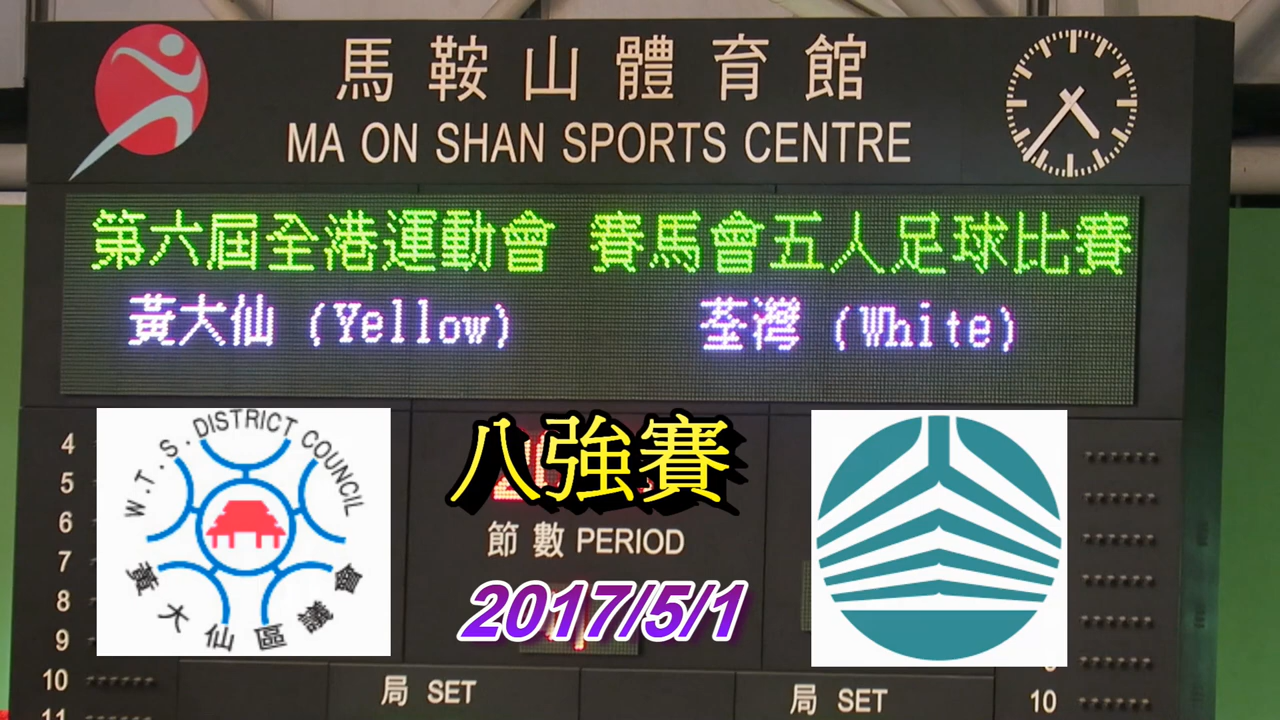 馬鞍山體育館
MA ON SHAN SPORTS CENTRE
第六屆全港運動會 賽馬會五人足球比賽
黃大仙 (Yellow)
荃灣 (White)
W.T.S. DISTRICT COUNCIL
黃大仙區議會
八強賽
節數 PERIOD
2017/5/1
4
5
6
7
8
9
10
11
局 SET
局 SET
10